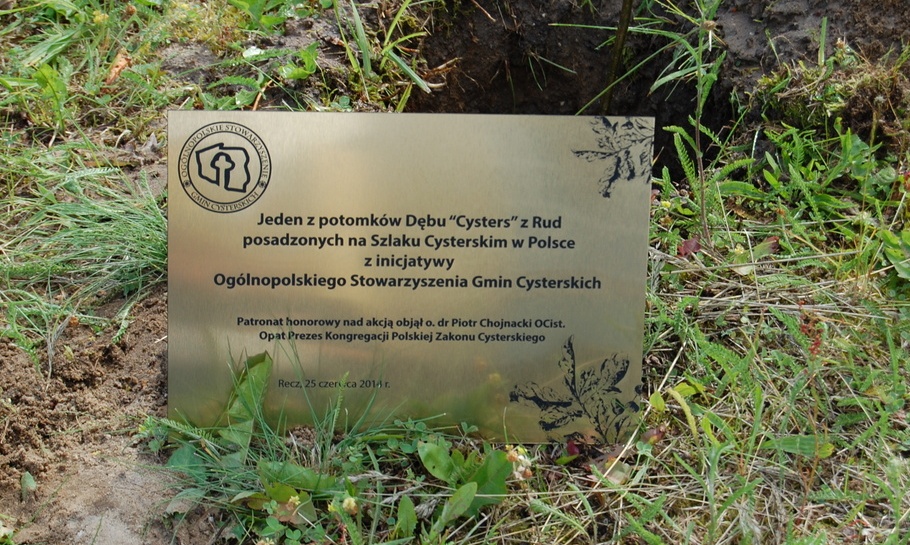 OGÓLNOPOLSKIE STOWARZYSZENIE
GMIN CYSTERSKICH
Jeden z potomków Dębu "Cysters" z Rud
posadzonych na Szlaku Cysterskim w Polsce
z inicjatywy
Ogólnopolskiego Stowarzyszenia Gmin Cysterskich
Patronat honorowy nad akcją objął o. dr Piotr Chojnacki OCist.
Opat Prezes Kongregacji Polskiej Zakonu Cysterskiego
Recz, 25 czerwca 2014 r.